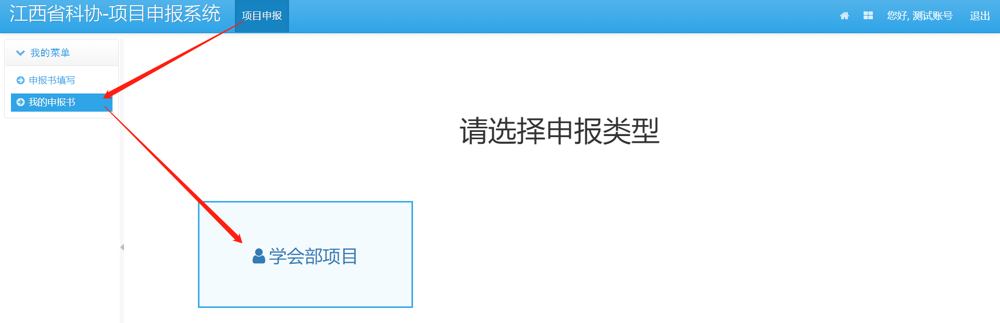 江西省科协-项目申报系统 项目申报 您好, 测试账号 退出
我的菜单
申报书填写
我的申报书
请选择申报类型
学会部项目